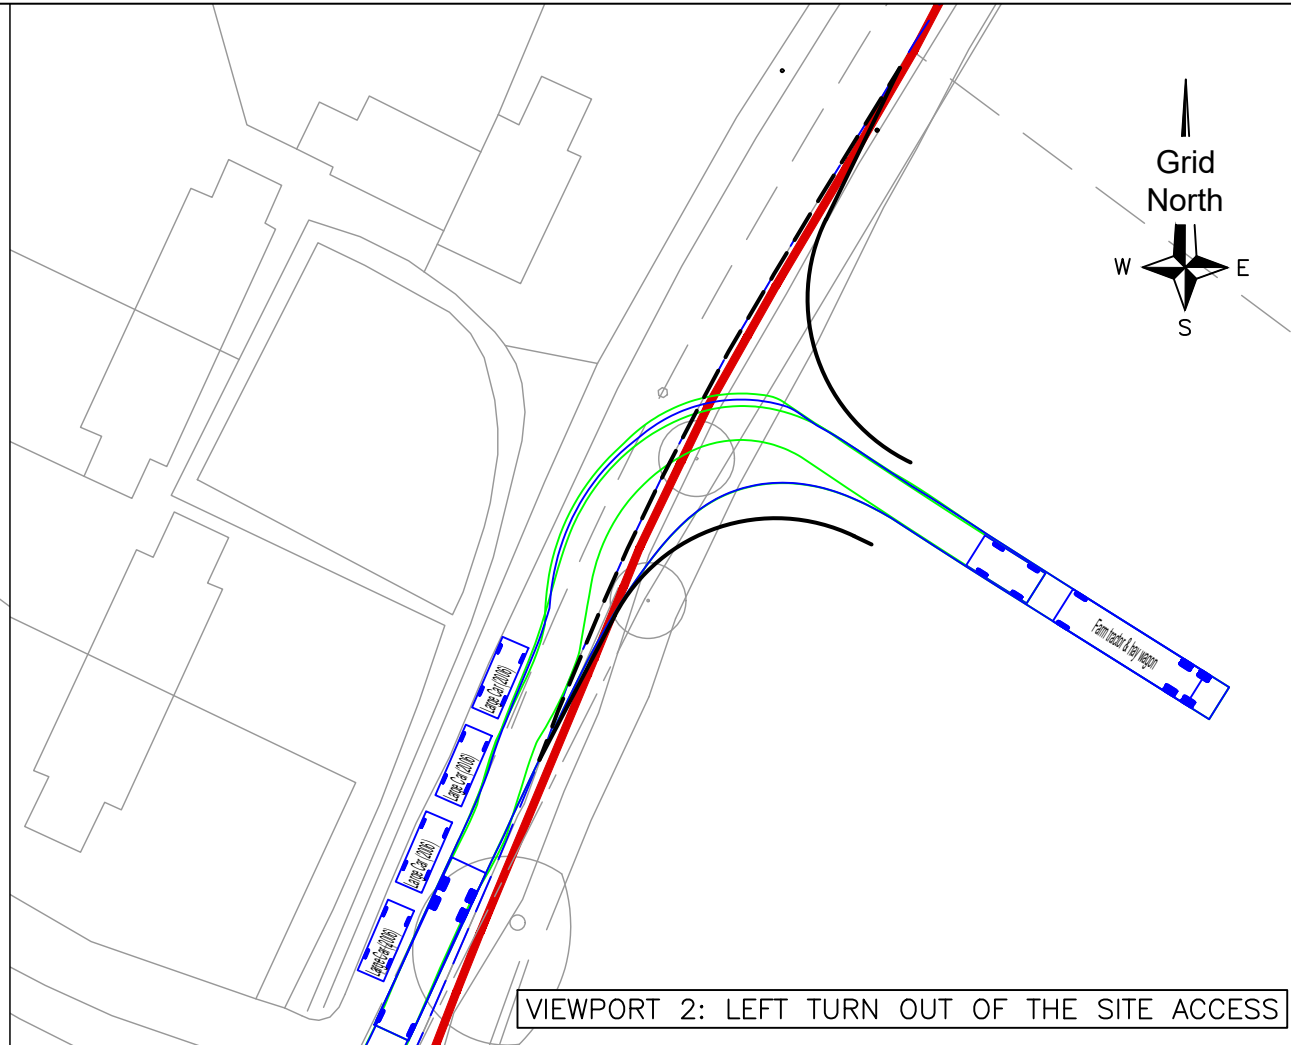 Grid
North
W
E
S
Farm tractor & hay wagon
Large Car (2006)
Large Car (2006)
Large Car (2006)
Large Car (2006)
VIEWPORT 2: LEFT TURN OUT OF THE SITE ACCESS